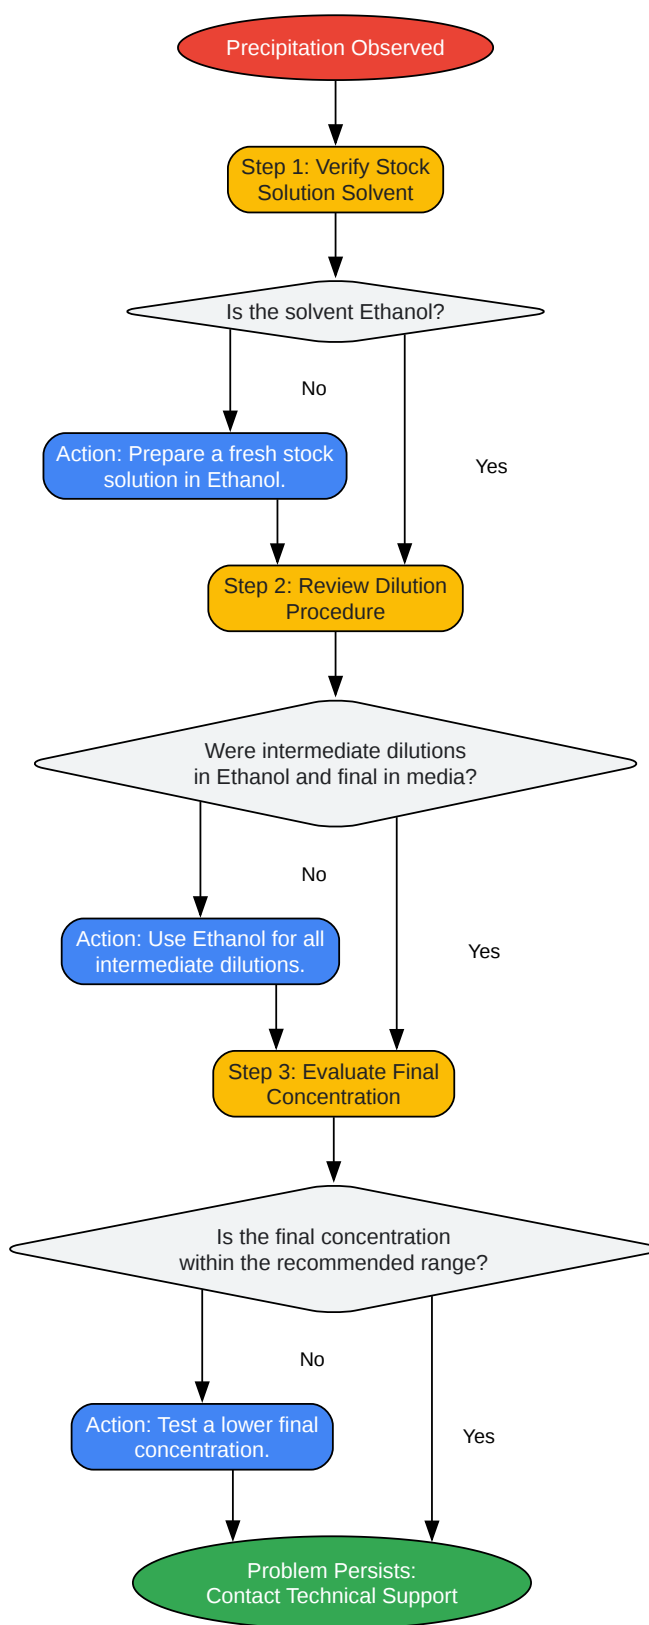 Precipitation Observed
Step 1: Verify Stock
Solution Solvent
Is the solvent Ethanol?
No
Action: Prepare a fresh stock
solution in Ethanol.
Yes
Step 2: Review Dilution
Procedure
Were intermediate dilutions
in Ethanol and final in media?
No
Action: Use Ethanol for all
intermediate dilutions.
Yes
Step 3: Evaluate Final
Concentration
Is the final concentration
within the recommended range?
No
Action: Test a lower final
concentration.
Yes
Problem Persists:
Contact Technical Support